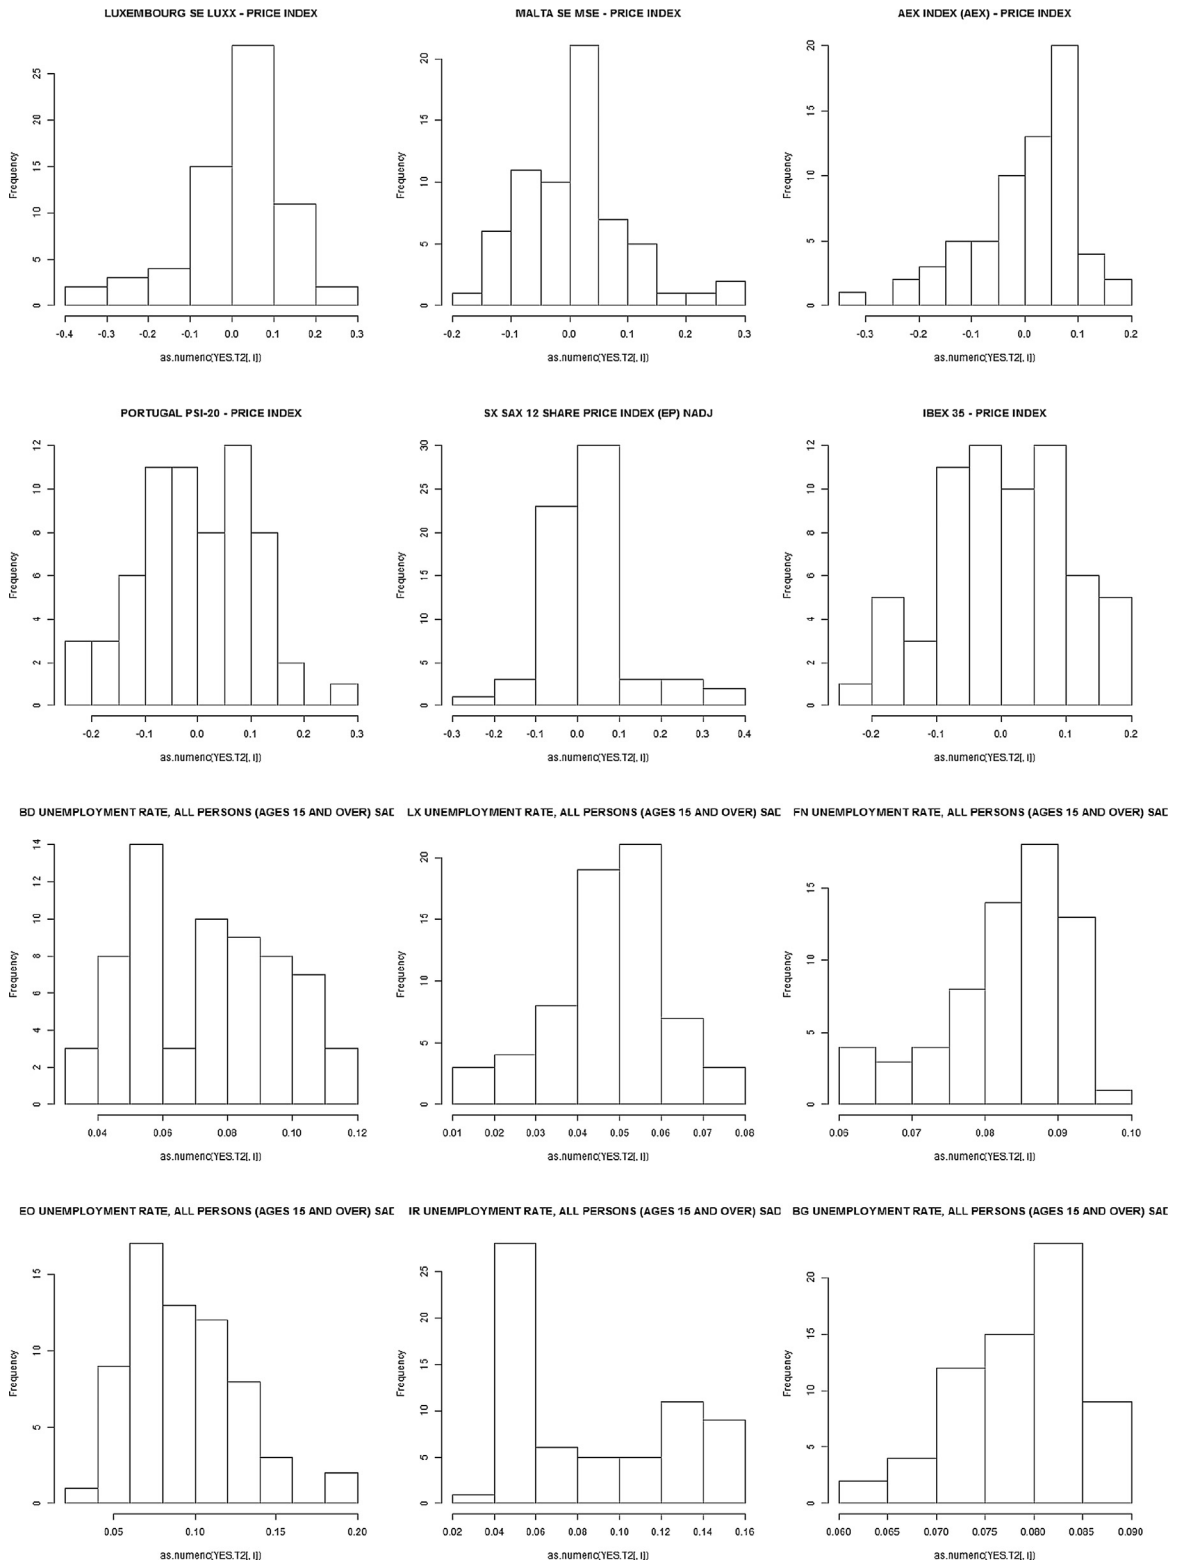 LUXEMBOURG SE LUXX - PRICE INDEX
Frequency
0 5 10 15 20 25
-0.4 -0.3 -0.2 -0.1 0.0 0.1 0.2 0.3
as.numeric(YES.T2[, i])
MALTA SE MSE - PRICE INDEX
Frequency
0 5 10 15 20
-0.2 -0.1 0.0 0.1 0.2 0.3
as.numeric(YES.T2[, i])
AEX INDEX (AEX) - PRICE INDEX
Frequency
0 5 10 15 20
-0.3 -0.2 -0.1 0.0 0.1 0.2
as.numeric(YES.T2[, i])
PORTUGAL PSI-20 - PRICE INDEX
Frequency
0 2 4 6 8 10 12
-0.2 -0.1 0.0 0.1 0.2 0.3
as.numeric(YES.T2[, i])
SX SAX 12 SHARE PRICE INDEX (EP) NADJ
Frequency
0 5 10 15 20 25 30
-0.3 -0.2 -0.1 0.0 0.1 0.2 0.3 0.4
as.numeric(YES.T2[, i])
IBEX 35 - PRICE INDEX
Frequency
0 2 4 6 8 10 12
-0.2 -0.1 0.0 0.1 0.2
as.numeric(YES.T2[, i])
BD UNEMPLOYMENT RATE, ALL PERSONS (AGES 15 AND OVER) SAD
Frequency
0 2 4 6 8 10 12 14
0.04 0.06 0.08 0.10 0.12
as.numeric(YES.T2[, i])
LX UNEMPLOYMENT RATE, ALL PERSONS (AGES 15 AND OVER) SAD
Frequency
0 5 10 15 20
0.01 0.02 0.03 0.04 0.05 0.06 0.07 0.08
as.numeric(YES.T2[, i])
FN UNEMPLOYMENT RATE, ALL PERSONS (AGES 15 AND OVER) SAD
Frequency
0 5 10 15
0.06 0.07 0.08 0.09 0.10
as.numeric(YES.T2[, i])
EO UNEMPLOYMENT RATE, ALL PERSONS (AGES 15 AND OVER) SAD
Frequency
0 5 10 15
0.05 0.10 0.15 0.20
as.numeric(YES.T2[, i])
IR UNEMPLOYMENT RATE, ALL PERSONS (AGES 15 AND OVER) SAD
Frequency
0 5 10 15 20 25
0.02 0.04 0.06 0.08 0.10 0.12 0.14 0.16
as.numeric(YES.T2[, i])
BG UNEMPLOYMENT RATE, ALL PERSONS (AGES 15 AND OVER) SAD
Frequency
0 5 10 15 20
0.060 0.065 0.070 0.075 0.080 0.085 0.090
as.numeric(YES.T2[, i])